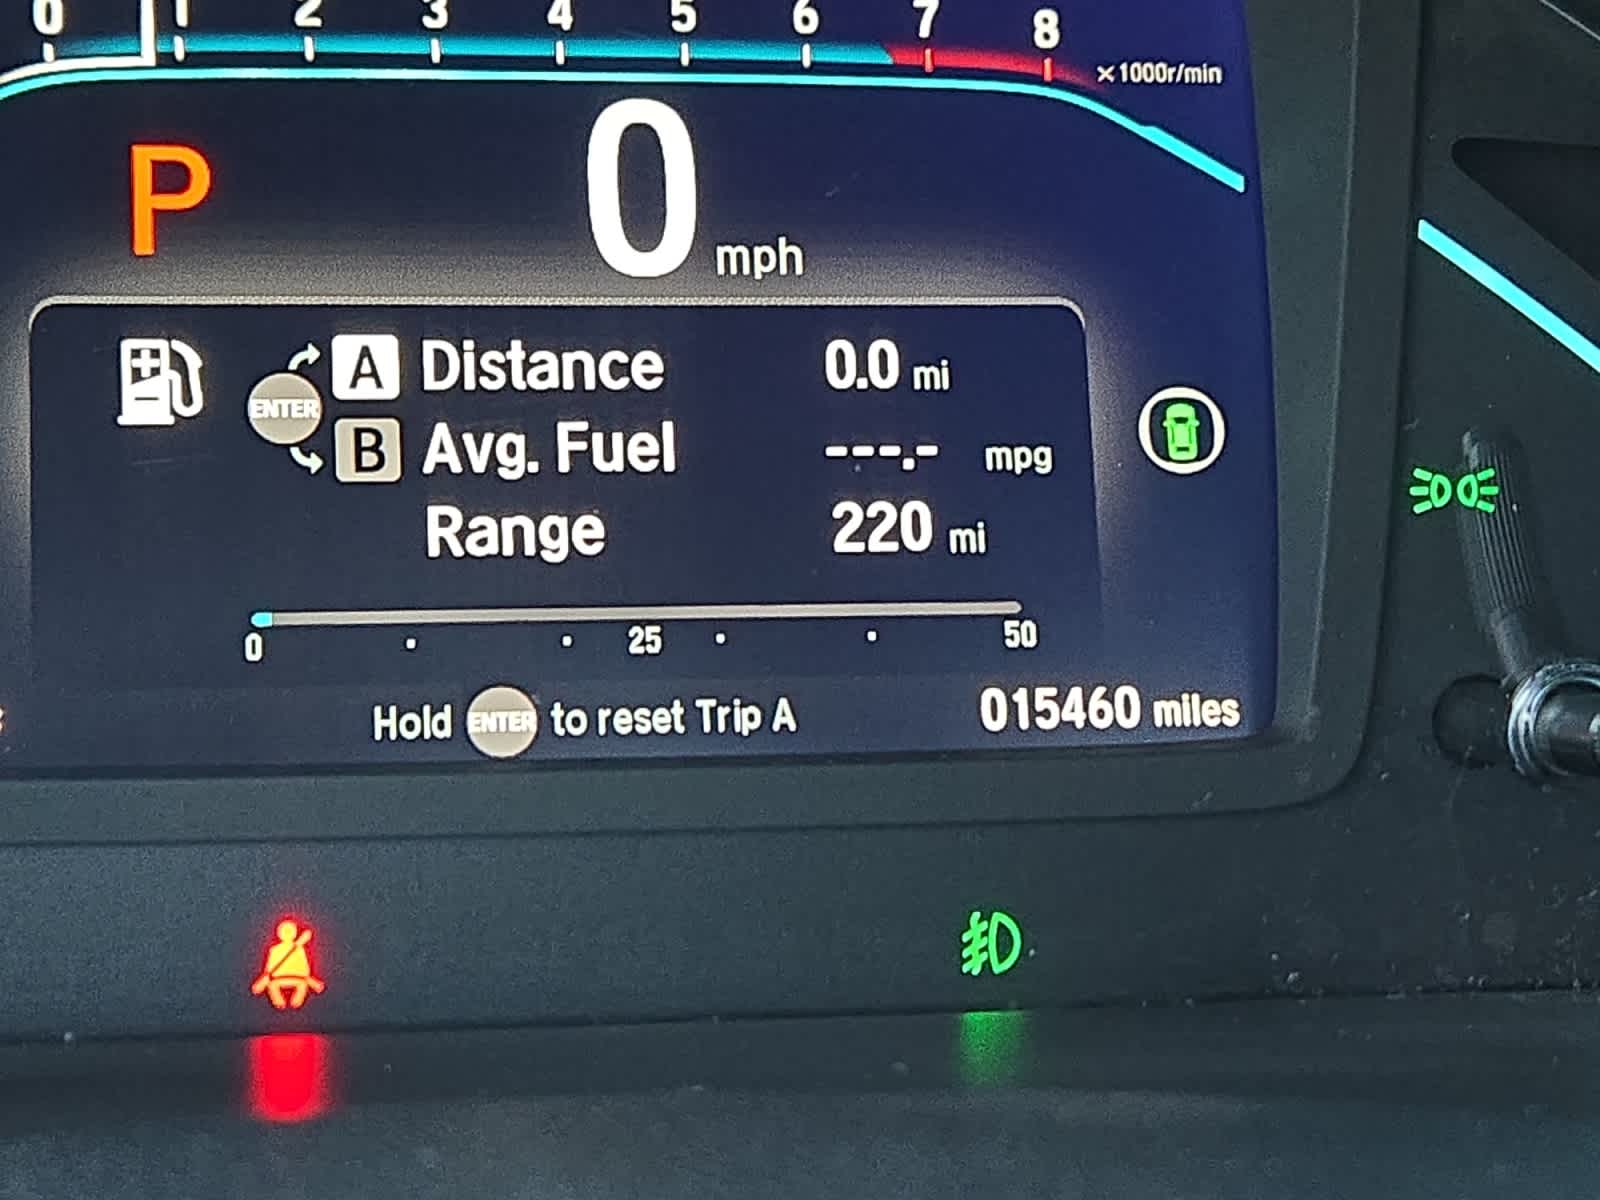 0 1 2 3 4 5 6 7 8
x1000r/min
P
0 mph
ENTER
A Distance 0.0 mi
B Avg. Fuel ---.- mpg
Range 220 mi
0 25 50
Hold ENTER to reset Trip A
015460 miles